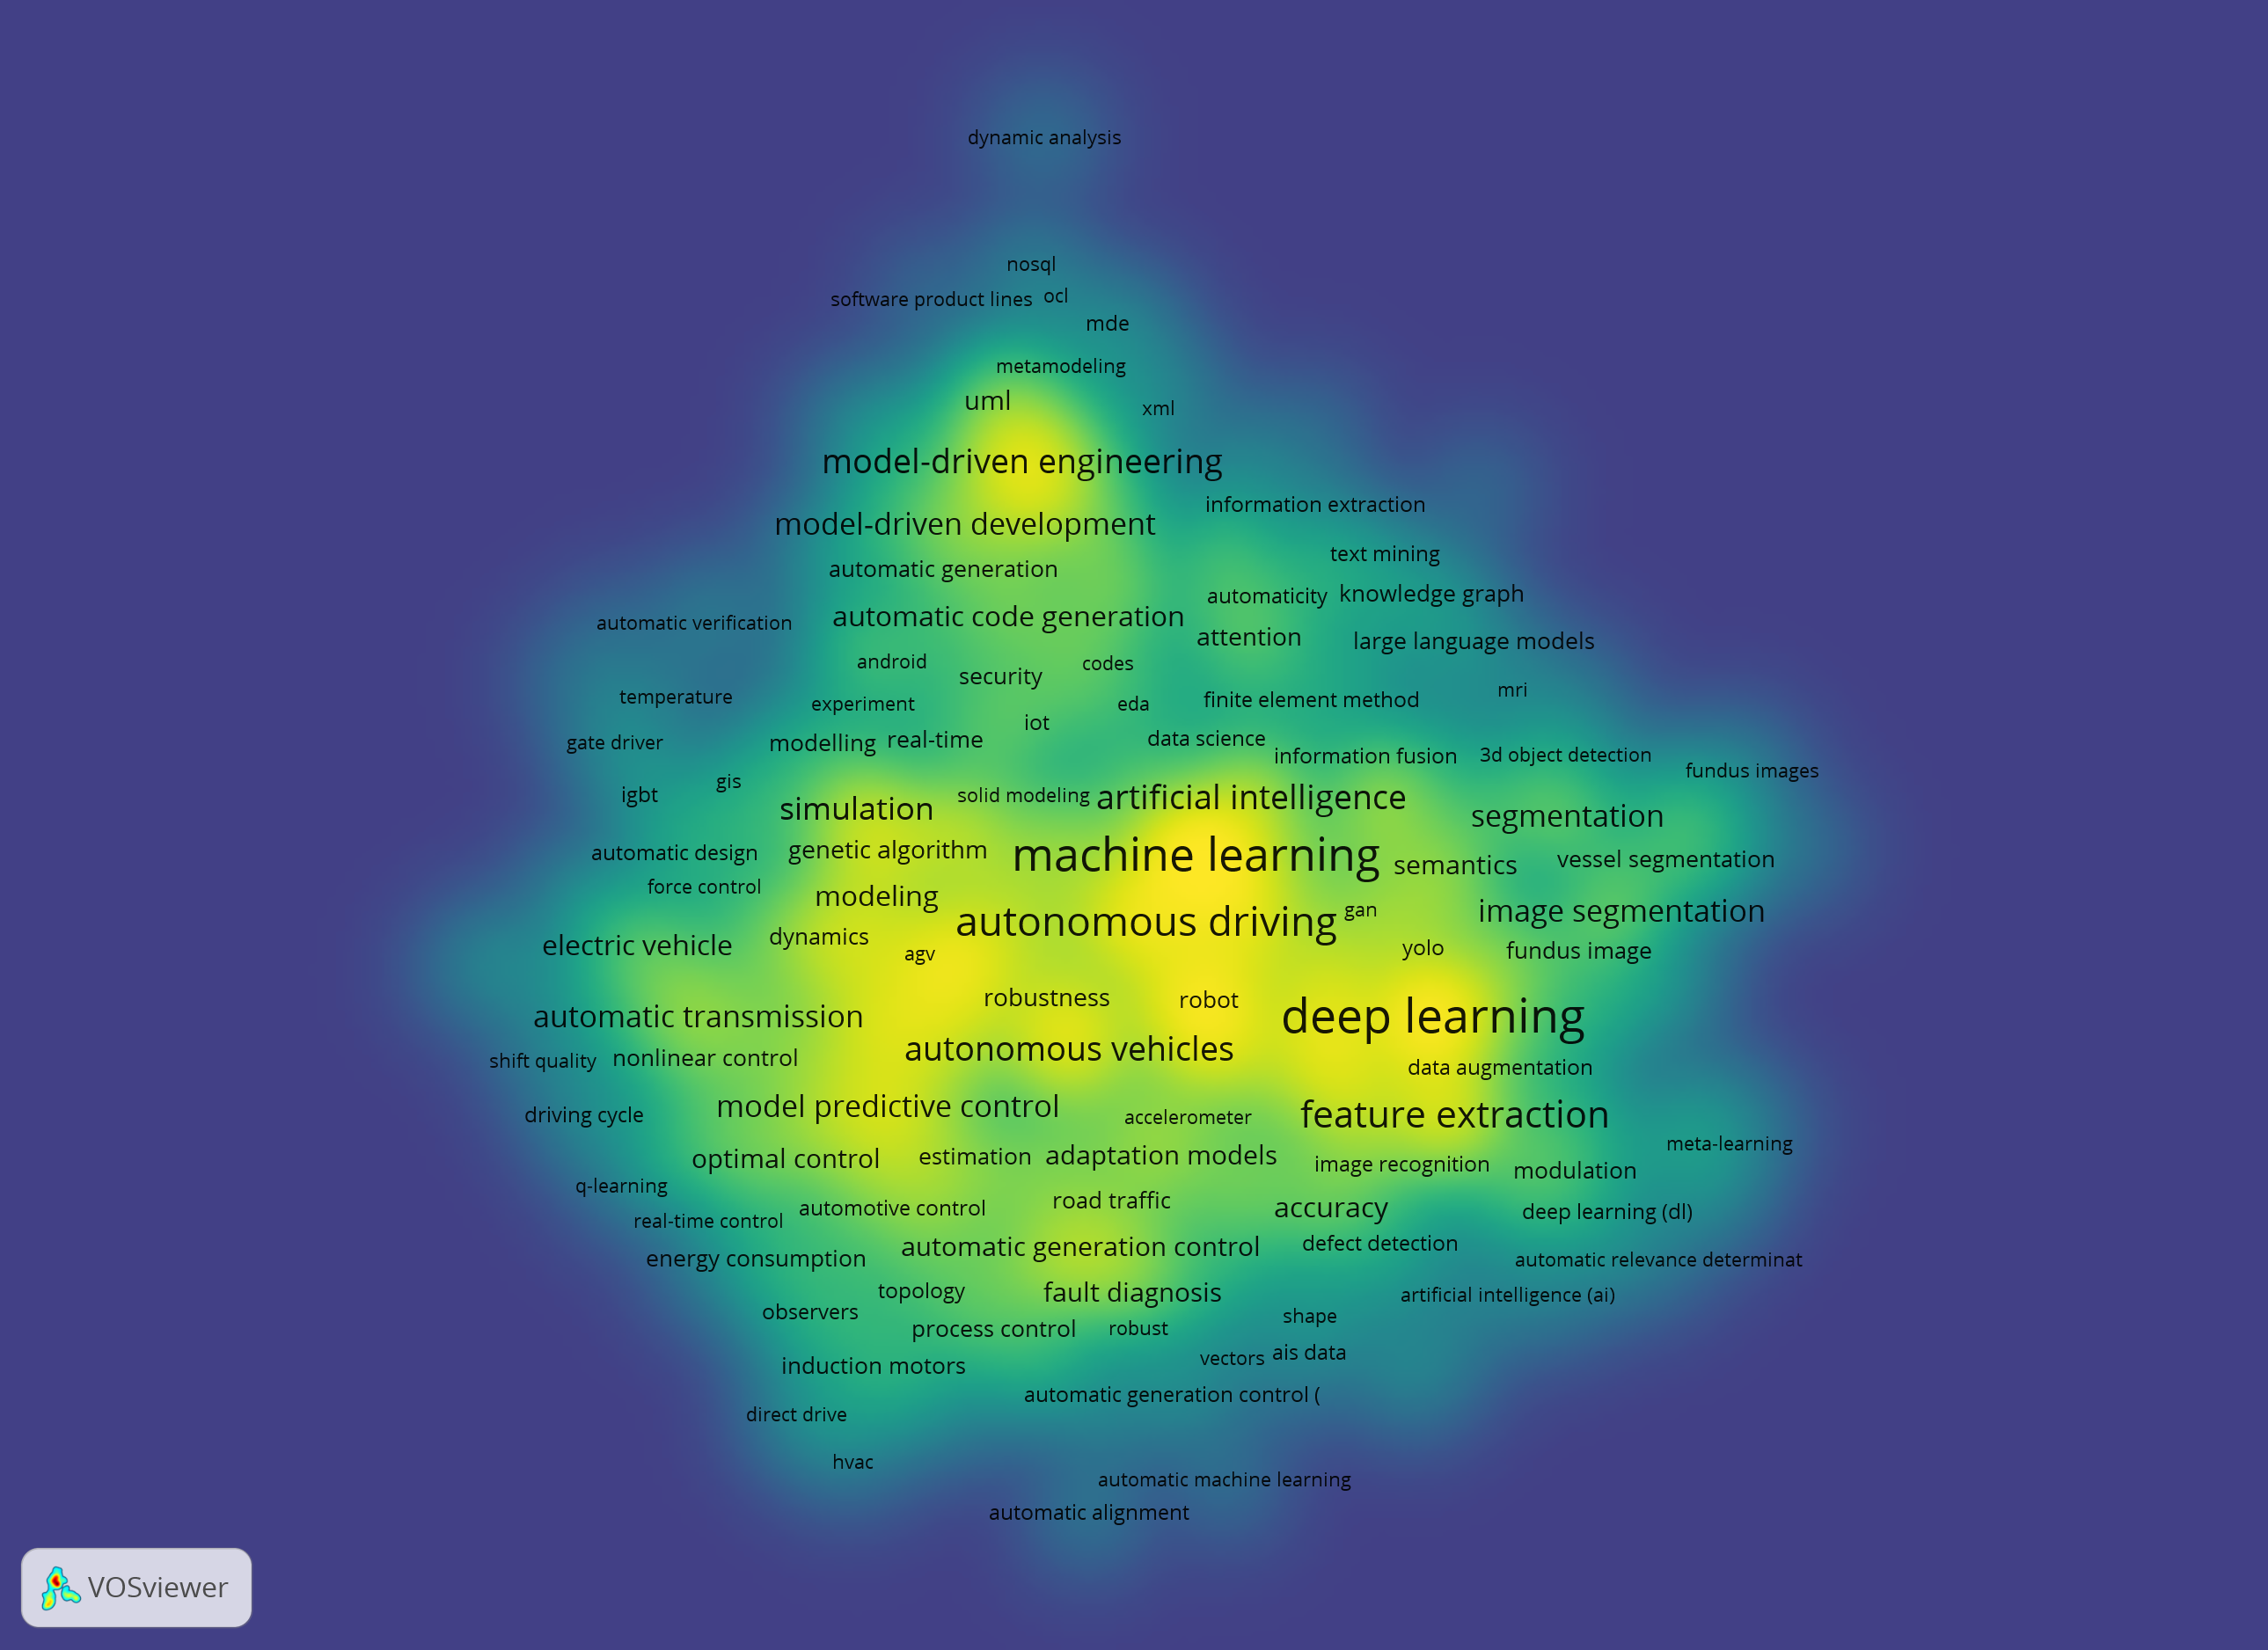 dynamic analysis
nosql
software product lines
ocl
mde
metamodeling
uml
xml
model-driven engineering
information extraction
model-driven development
text mining
automatic generation
automaticity
knowledge graph
automatic code generation
automatic verification
attention
large language models
android
codes
security
mri
temperature
experiment
eda
finite element method
iot
gate driver
modelling
real-time
data science
information fusion
3d object detection
fundus images
gis
igbt
simulation
solid modeling
artificial intelligence
segmentation
automatic design
genetic algorithm
machine learning
semantics
vessel segmentation
force control
modeling
autonomous driving
gan
image segmentation
electric vehicle
dynamics
agv
yolo
fundus image
robustness
robot
automatic transmission
deep learning
shift quality
nonlinear control
autonomous vehicles
data augmentation
driving cycle
model predictive control
accelerometer
feature extraction
meta-learning
optimal control
estimation
adaptation models
image recognition
modulation
q-learning
real-time control
automotive control
road traffic
accuracy
deep learning (dl)
energy consumption
automatic generation control
defect detection
automatic relevance determinat
topology
fault diagnosis
artificial intelligence (ai)
observers
process control
robust
shape
induction motors
vectors
ais data
automatic generation control (
direct drive
hvac
automatic machine learning
automatic alignment
VOSviewer